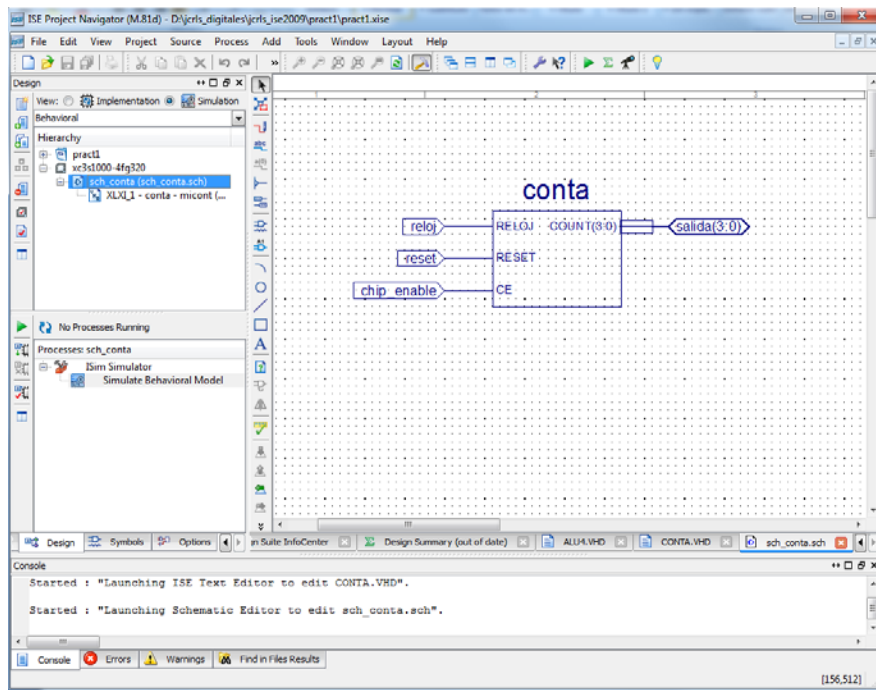 ISE Project Navigator (M.81d) - D:\jcrls_digitales\jcrls_ise2009\pract1\pract1.xise
File Edit View Project Source Process Add Tools Window Layout Help
Design
View: Implementation Simulation
Behavioral
Hierarchy
pract1
xc3s1000-4fg320
sch_conta (sch_conta.sch)
XLXI_1 - conta - micont (...
No Processes Running
Processes: sch_conta
ISim Simulator
Simulate Behavioral Model
conta
reloj RELOJ COUNT(3:0) salida(3:0)
reset RESET
chip_enable CE
Design Symbols Options
n Suite InfoCenter Design Summary (out of date) ALU4.VHD CONTA.VHD sch_conta.sch
Console
Started : "Launching ISE Text Editor to edit CONTA.VHD".
Started : "Launching Schematic Editor to edit sch_conta.sch".
Console Errors Warnings Find in Files Results
[156,512]